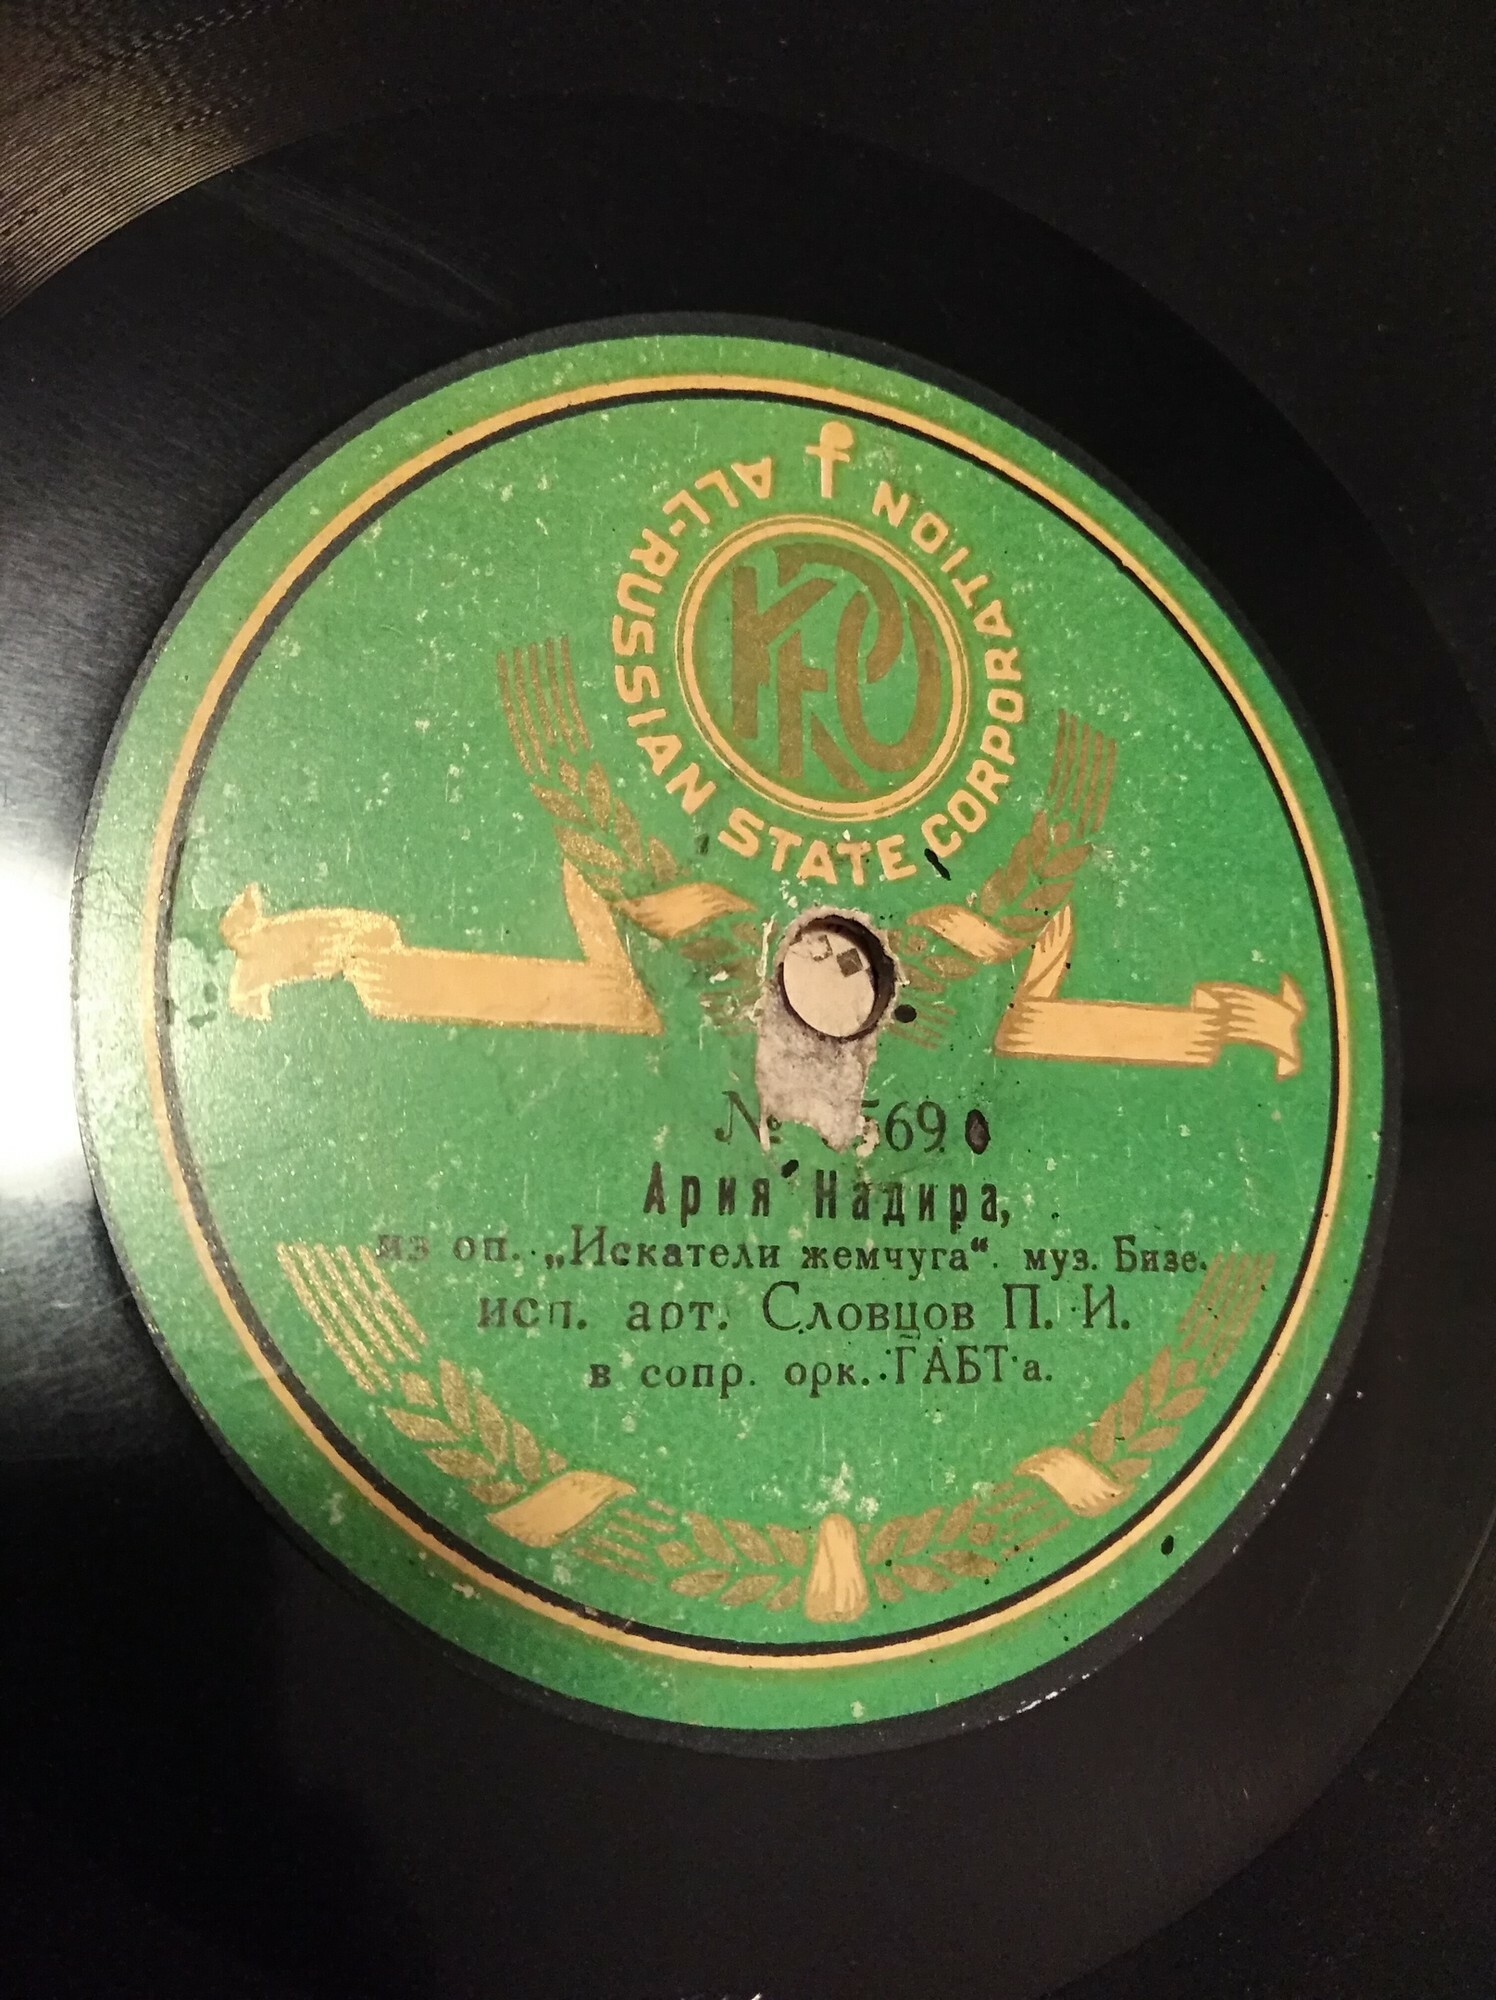 ALL-RUSSIAN STATE CORPORATION
№ 569
Ария Надира,
из оп. „Искатели жемчуга“. муз. Бизе.
исп. арт. Словцов П. И.
в сопр. орк. ГАБТ'а.